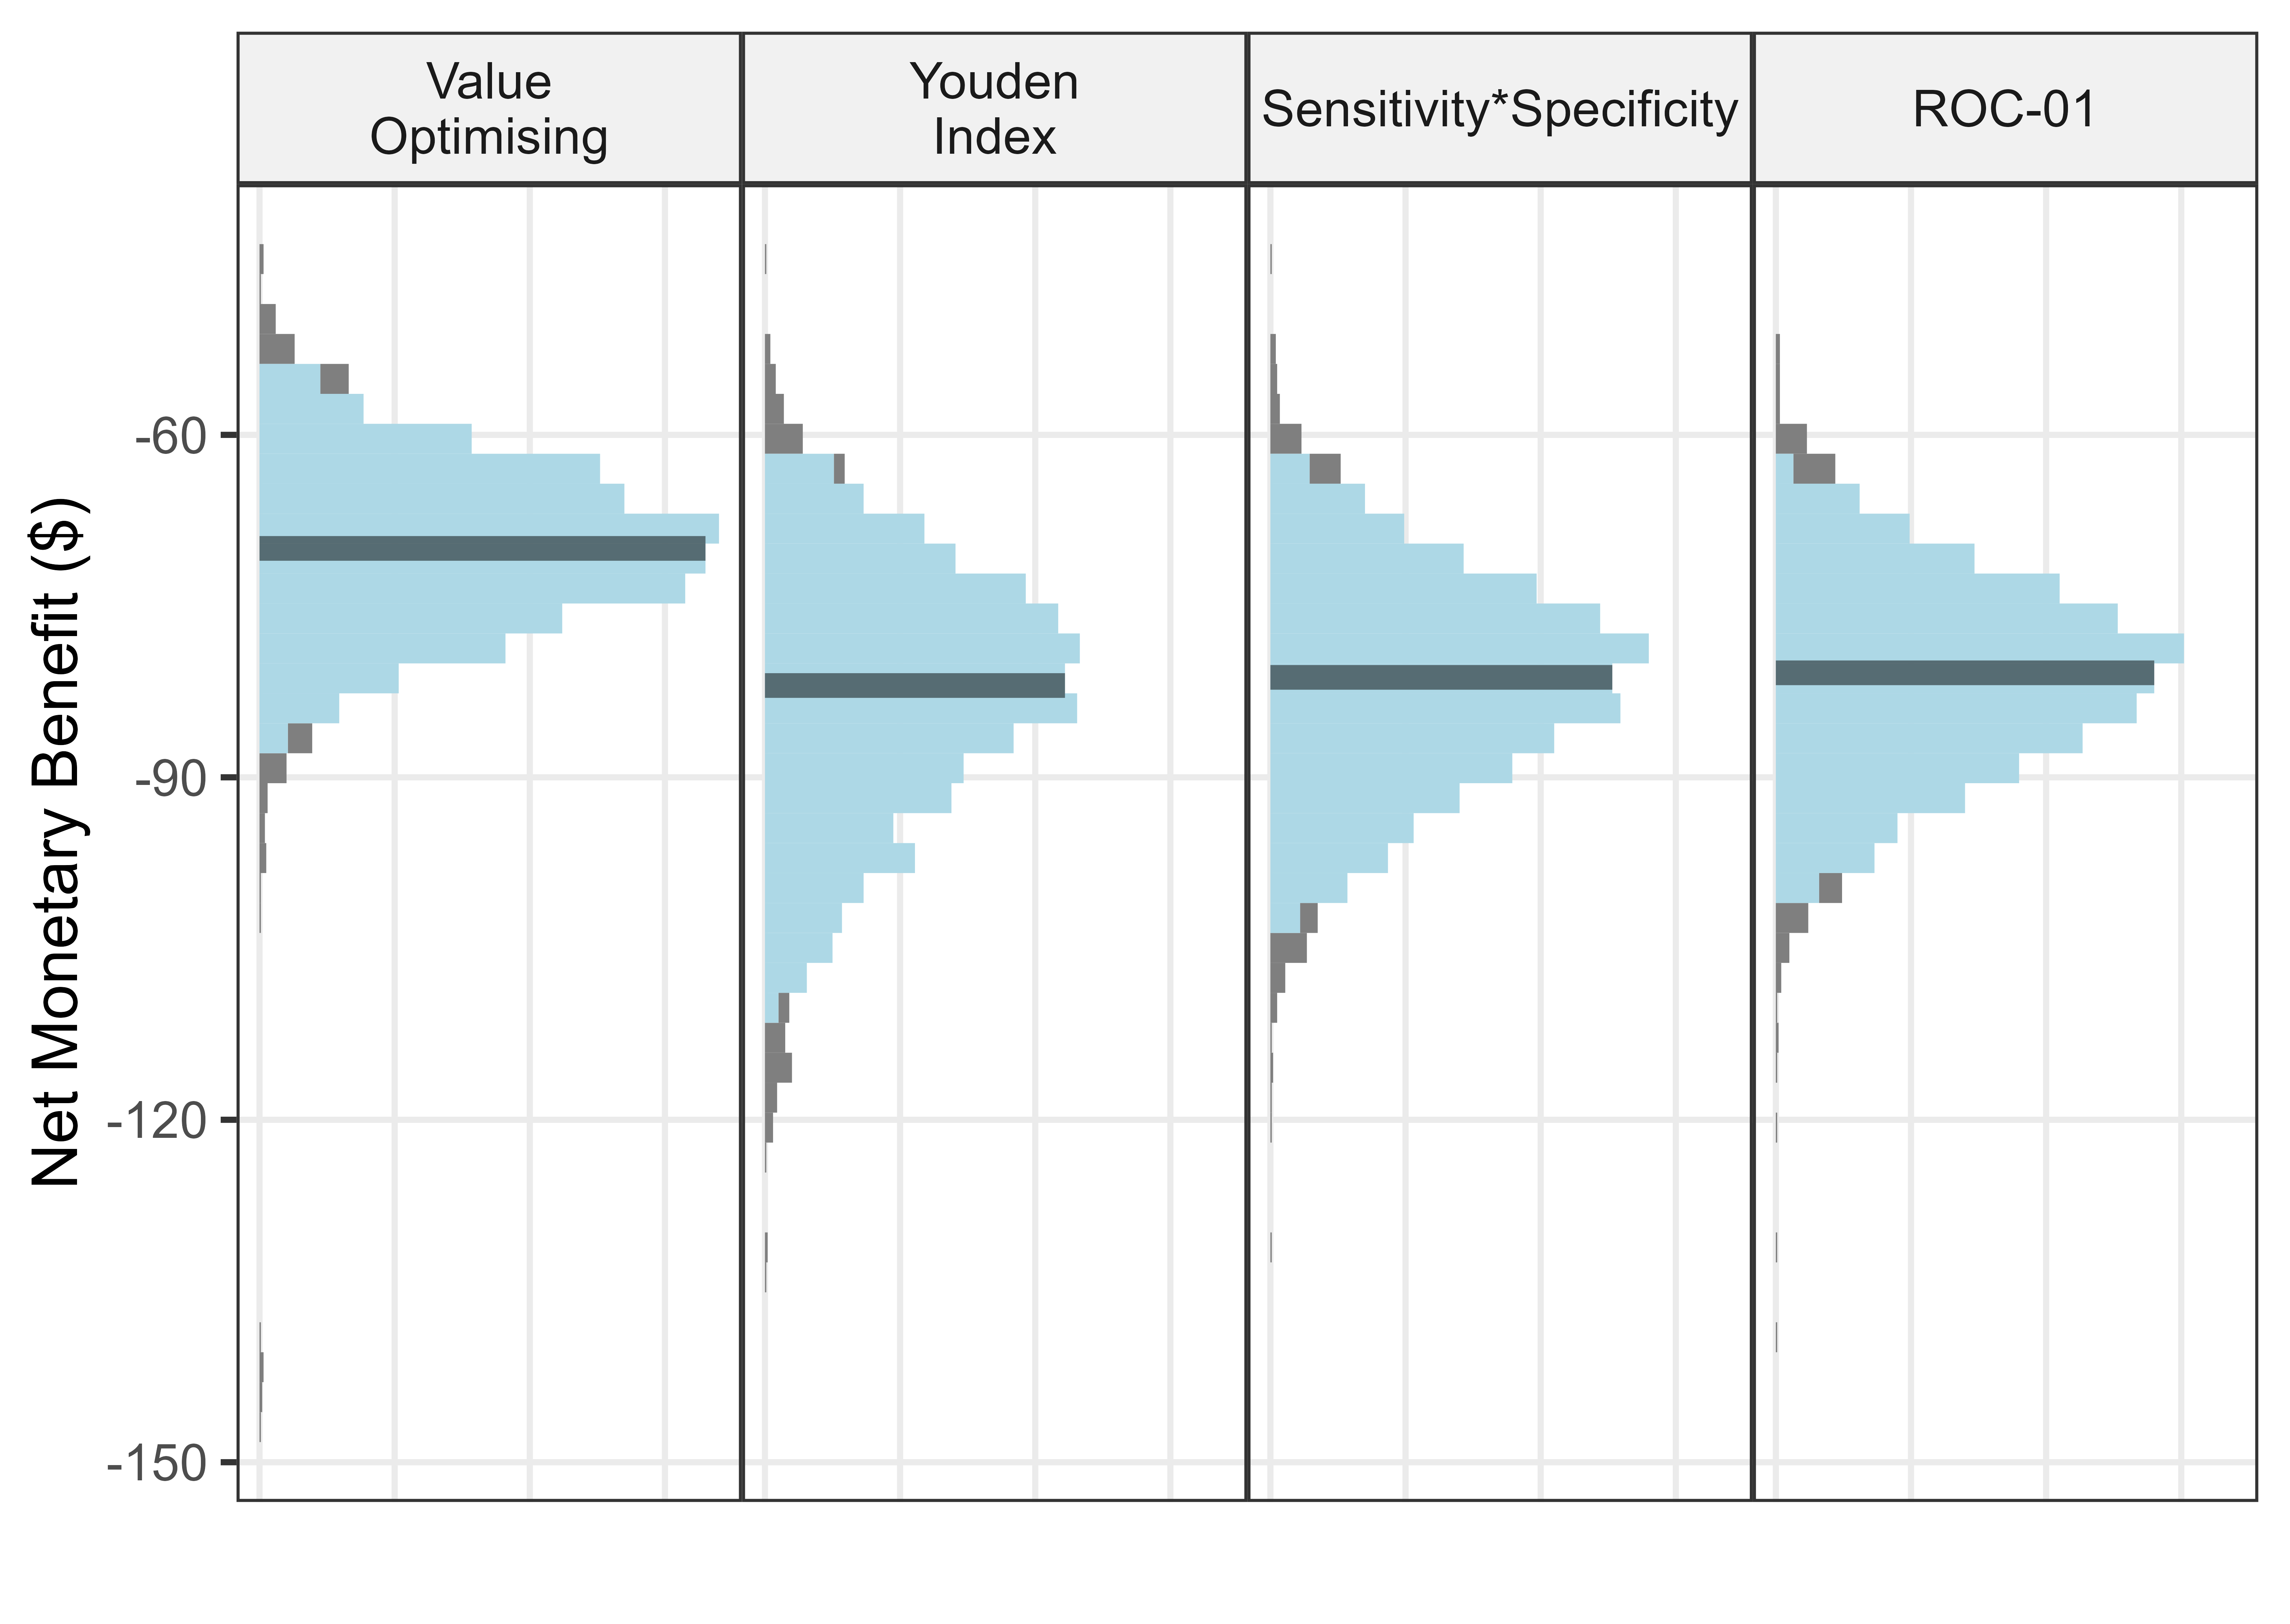 Value
Optimising
Youden
Index
Sensitivity*Specificity
ROC-01
Net Monetary Benefit ($)
-60
-90
-120
-150